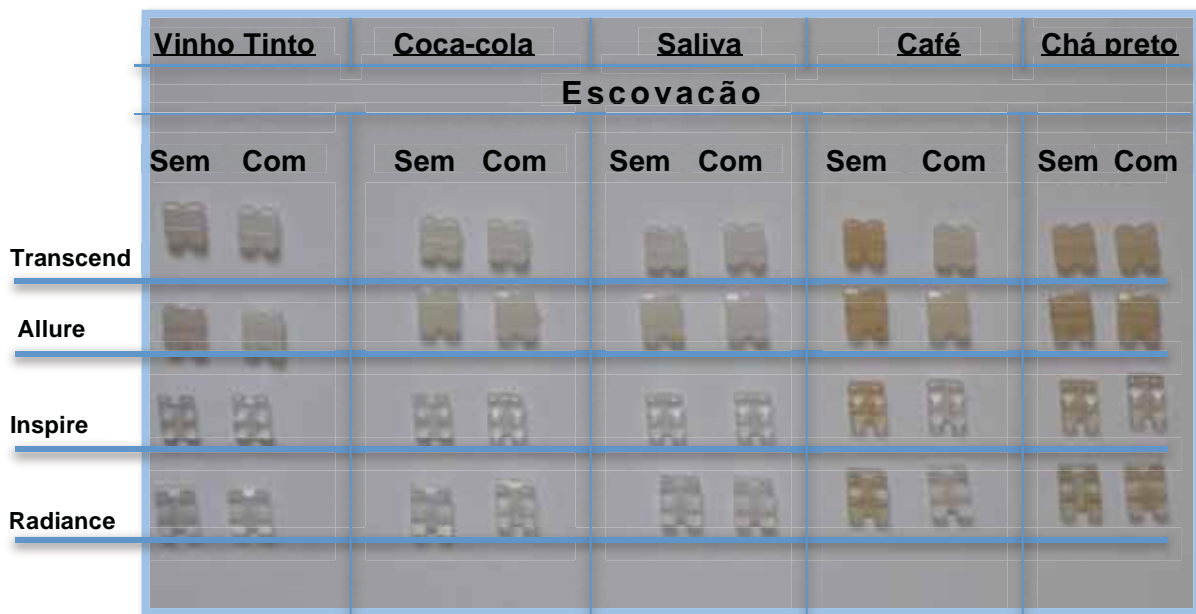 Vinho Tinto Coca-cola Saliva Café Chá preto
Escovacão
Sem Com Sem Com Sem Com Sem Com Sem Com
Transcend
Allure
Inspire
Radiance